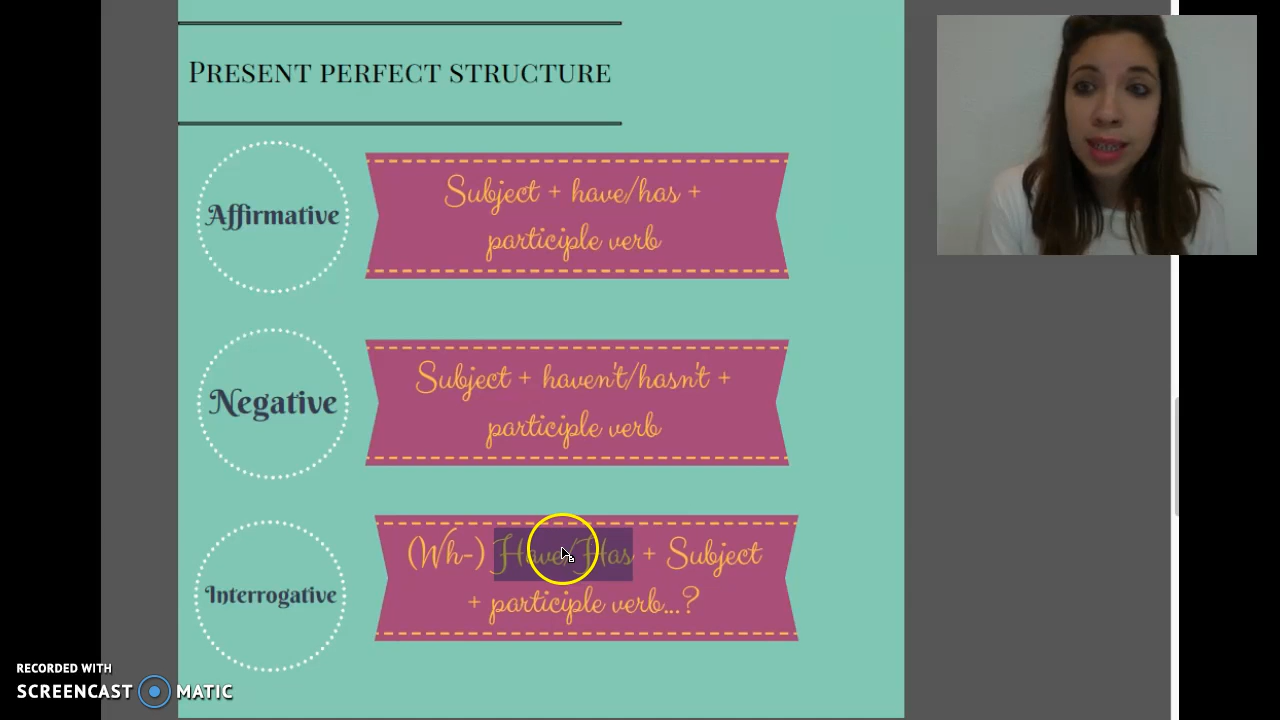 PRESENT PERFECT STRUCTURE
Affirmative
Subject + have/has +
participle verb
Negative
Subject + haven't/hasn't +
participle verb
Interrogative
(Wh-) Have/Has + Subject
+ participle verb...?
RECORDED WITH
SCREENCAST MATIC